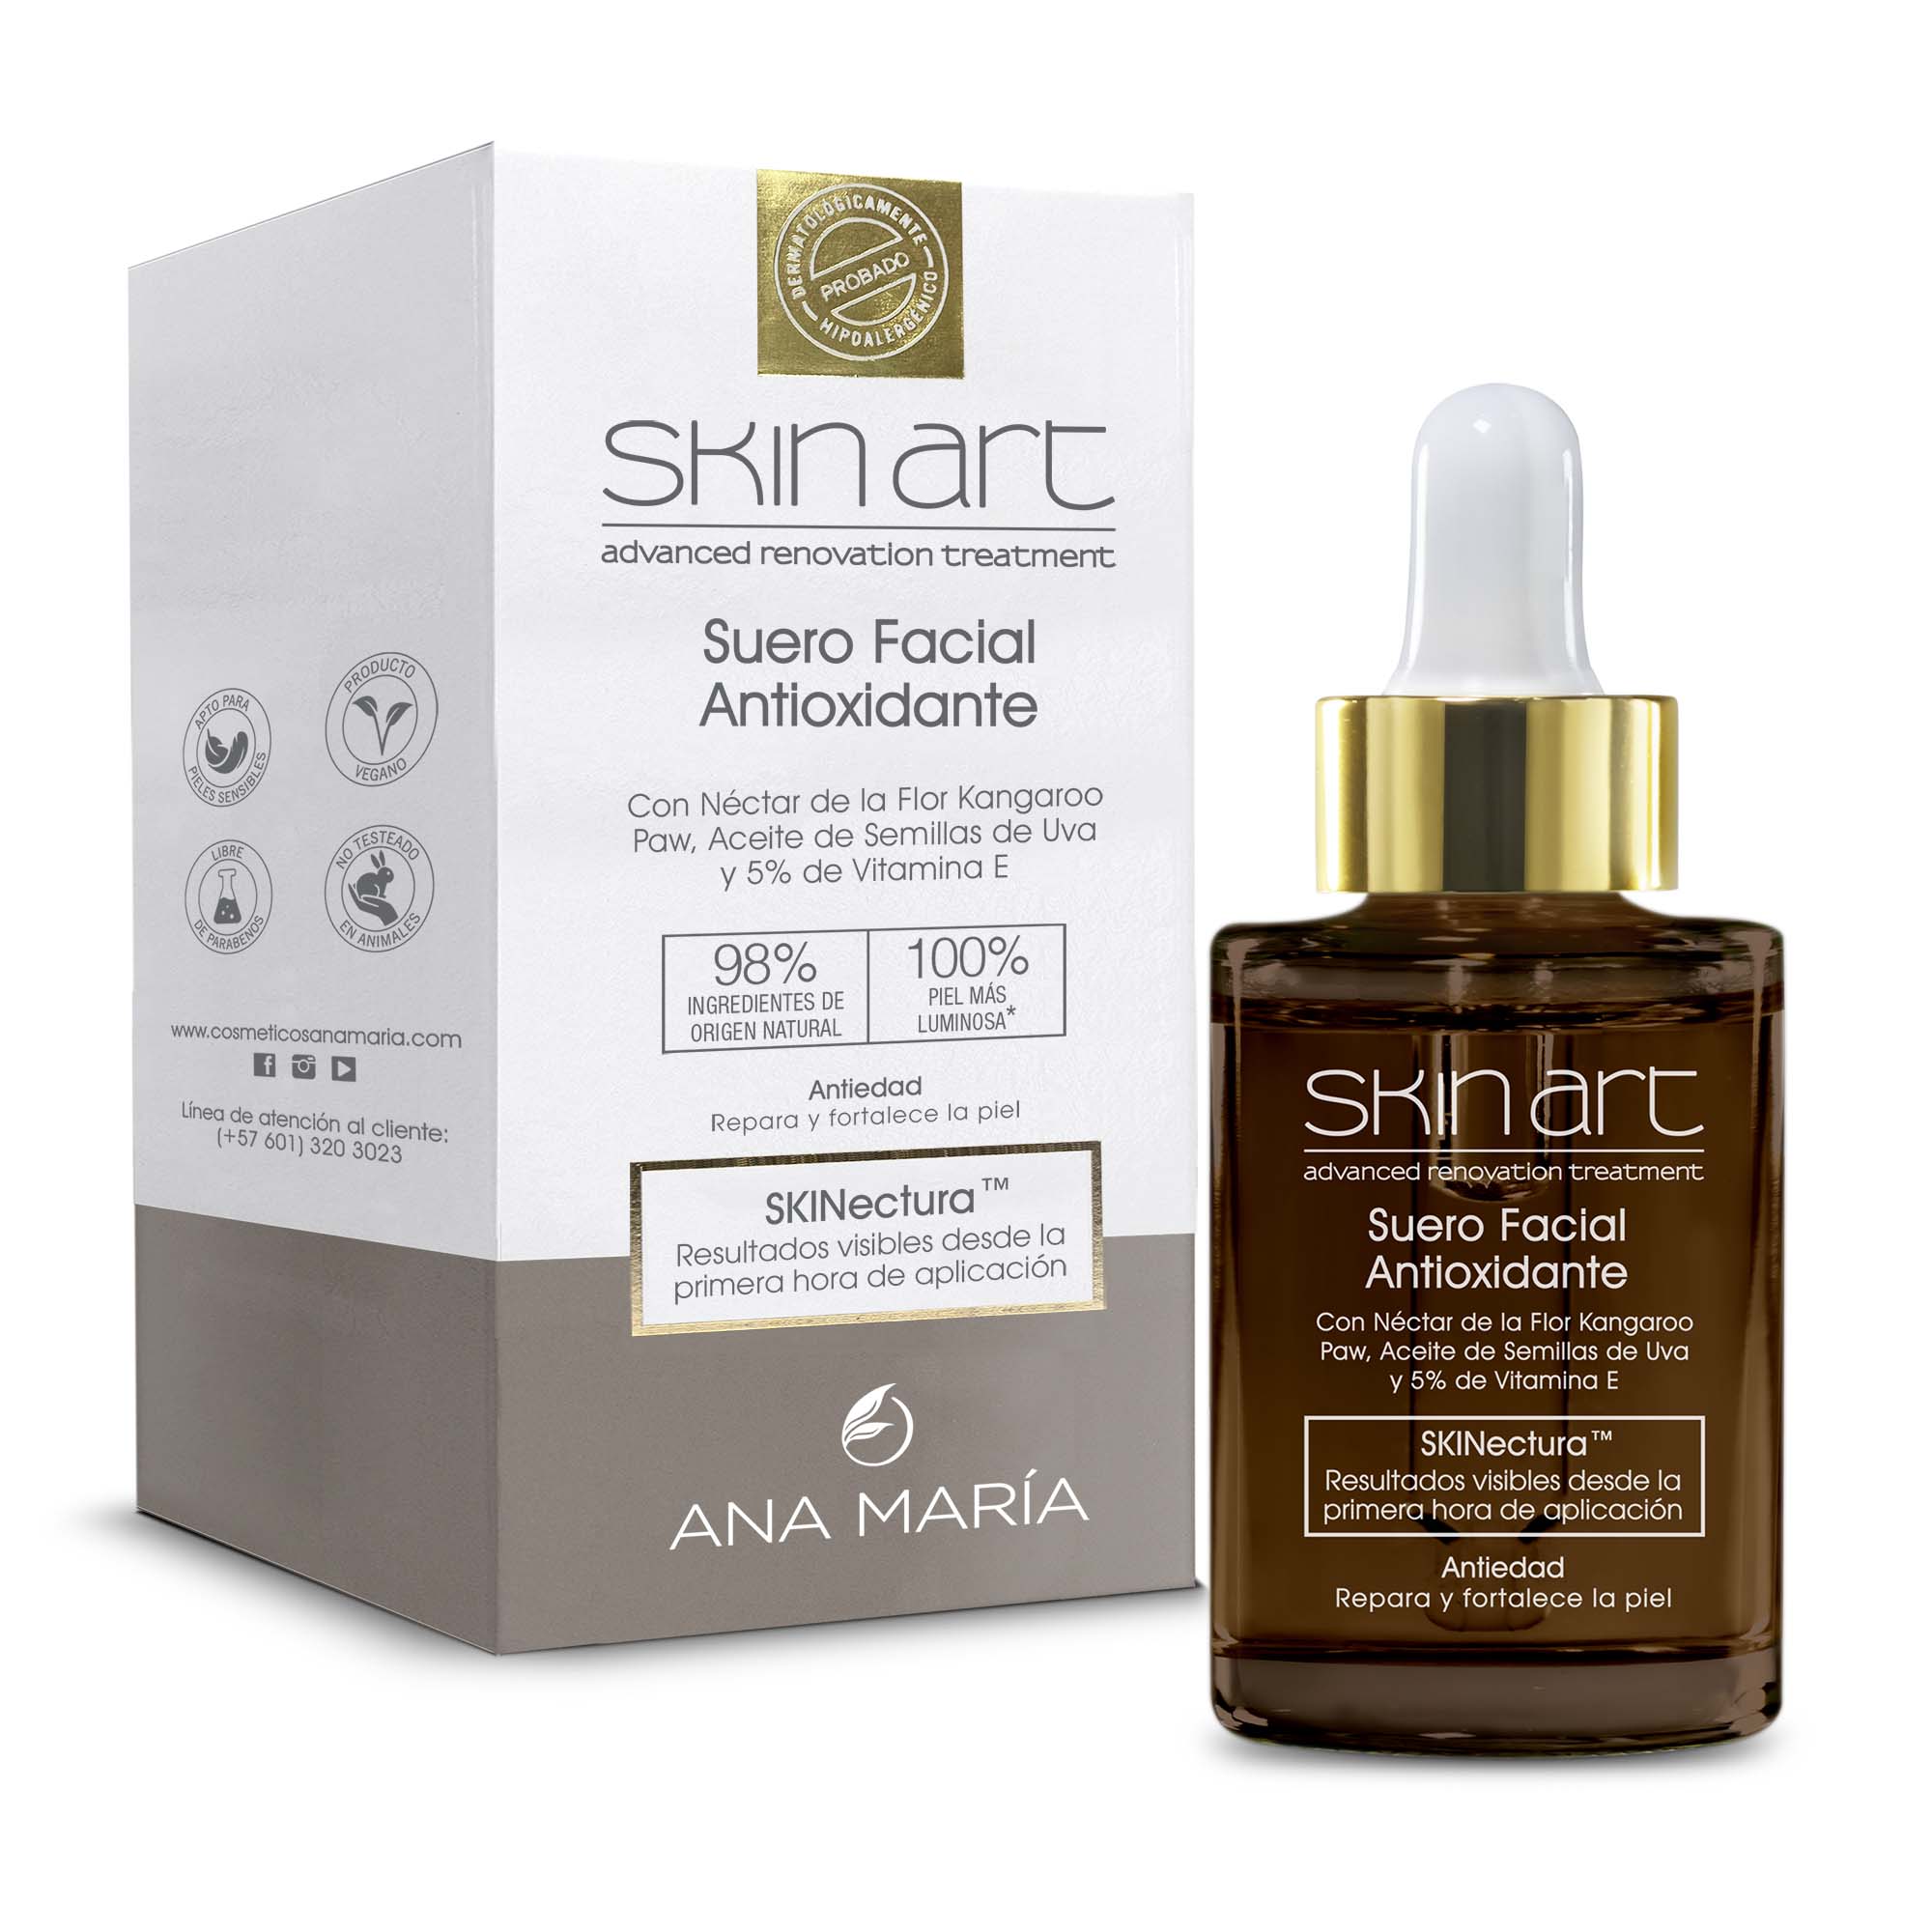 DERMATOLÓGICAMENTE
PROBADO
HIPOALERGÉNICO
SKIN art
advanced renovation treatment
Suero Facial
Antioxidante
Con Néctar de la Flor Kangaroo
Paw, Aceite de Semillas de Uva
y 5% de Vitamina E
98%
INGREDIENTES DE
ORIGEN NATURAL
100%
PIEL MÁS
LUMINOSA*
Antiedad
Repara y fortalece la piel
SKINectura™
Resultados visibles desde la
primera hora de aplicación
ANA MARÍA
APTO PARA
PIELES SENSIBLES
PRODUCTO
VEGANO
LIBRE
DE PARABENOS
NO TESTEADO
EN ANIMALES
www.cosmeticosanamaria.com
Línea de atención al cliente:
(+57 601) 320 3023
SKIN art
advanced renovation treatment
Suero Facial
Antioxidante
Con Néctar de la Flor Kangaroo
Paw, Aceite de Semillas de Uva
y 5% de Vitamina E
SKINectura™
Resultados visibles desde la
primera hora de aplicación
Antiedad
Repara y fortalece la piel